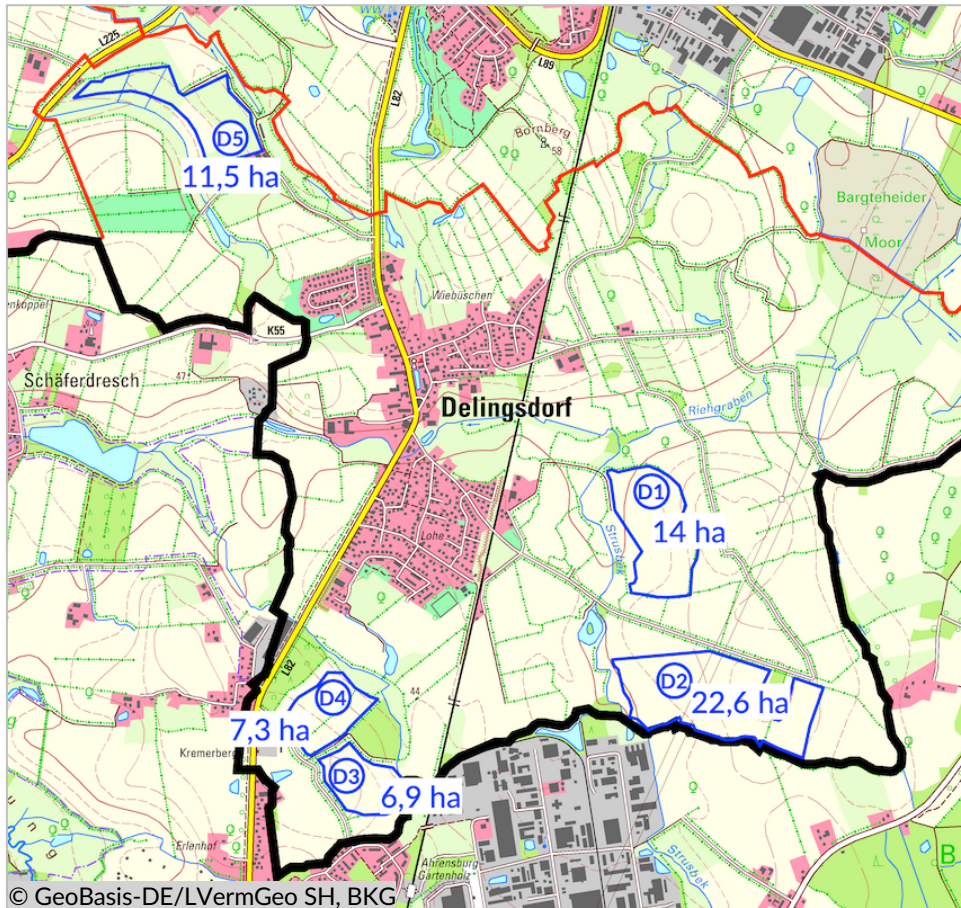 L225
L82
L89
D5
11,5 ha
Bornberg
58
Bargteheider
Moor
Wiebüschen
enkoppel
K55
Schäferdresch
47
Delingsdorf
Riehgraben
D1
14 ha
Lohe
Strusbek
L82
44
D4
7,3 ha
D2
22,6 ha
Kremerberg
D3
6,9 ha
Erlenhof
Ahrensburg
Gartenholz
Strusbek
B
© GeoBasis-DE/LVermGeo SH, BKG